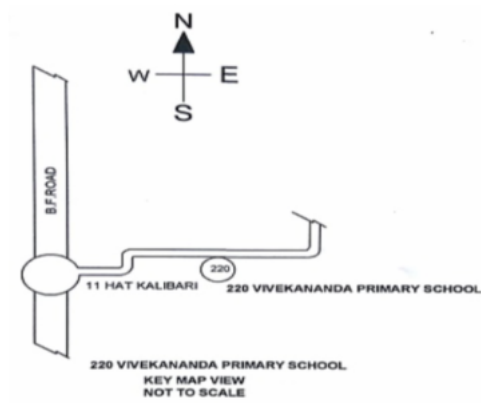 N
W E
S
B.F.ROAD
220
11 HAT KALIBARI
220 VIVEKANANDA PRIMARY SCHOOL
220 VIVEKANANDA PRIMARY SCHOOL
KEY MAP VIEW
NOT TO SCALE